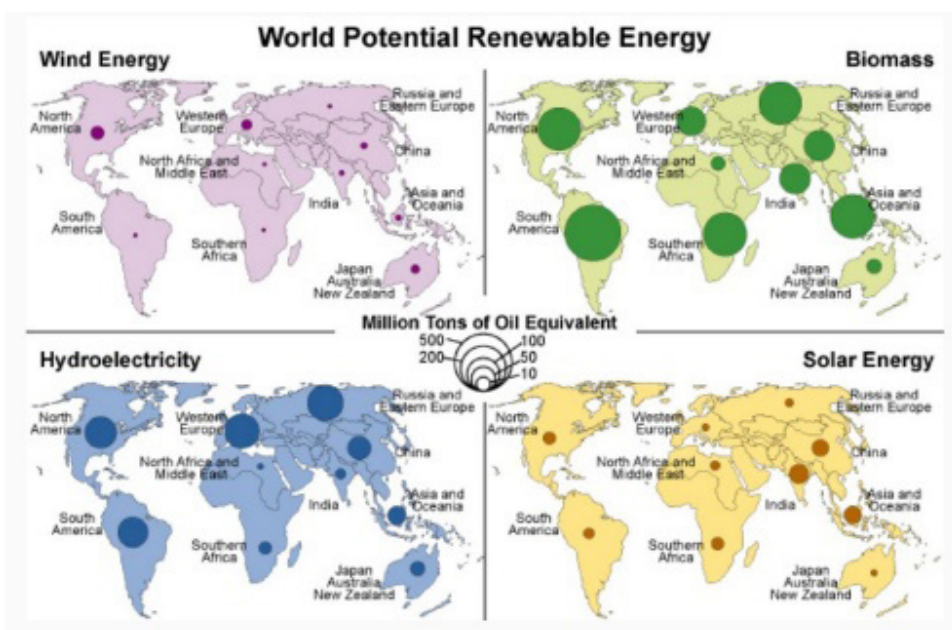 World Potential Renewable Energy
Wind Energy
North
America
Western
Europe
Russia and
Eastern Europe
China
North Africa and
Middle East
India
Asia and
Oceania
South
America
Southern
Africa
Japan
Australia
New Zealand
Biomass
North
America
Western
Europe
Russia and
Eastern Europe
China
North Africa and
Middle East
India
Asia and
Oceania
South
America
Southern
Africa
Japan
Australia
New Zealand
Million Tons of Oil Equivalent
500
200
100
50
10
Hydroelectricity
North
America
Western
Europe
Russia and
Eastern Europe
China
North Africa and
Middle East
India
Asia and
Oceania
South
America
Southern
Africa
Japan
Australia
New Zealand
Solar Energy
North
America
Western
Europe
Russia and
Eastern Europe
China
North Africa and
Middle East
India
Asia and
Oceania
South
America
Southern
Africa
Japan
Australia
New Zealand